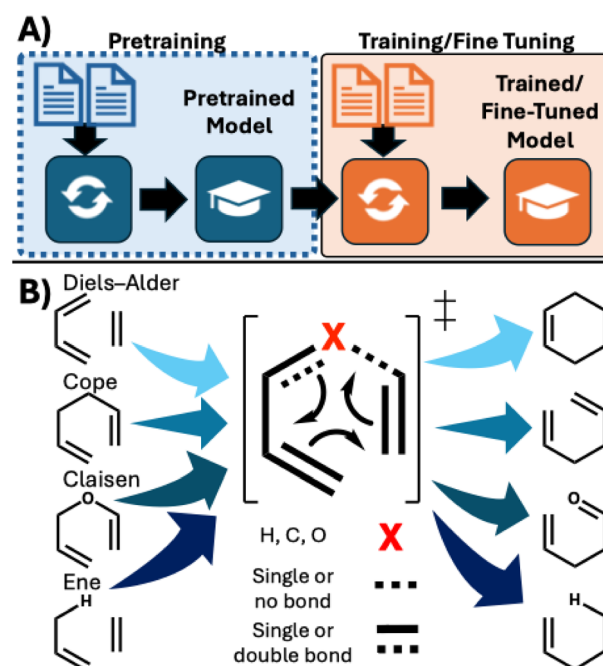 A)
Pretraining
Training/Fine Tuning
Pretrained
Model
Trained/
Fine-Tuned
Model
B)
Diels–Alder
Cope
Claisen
O
Ene
H
X
‡
H, C, O
X
Single or
no bond
Single or
double bond
O
H